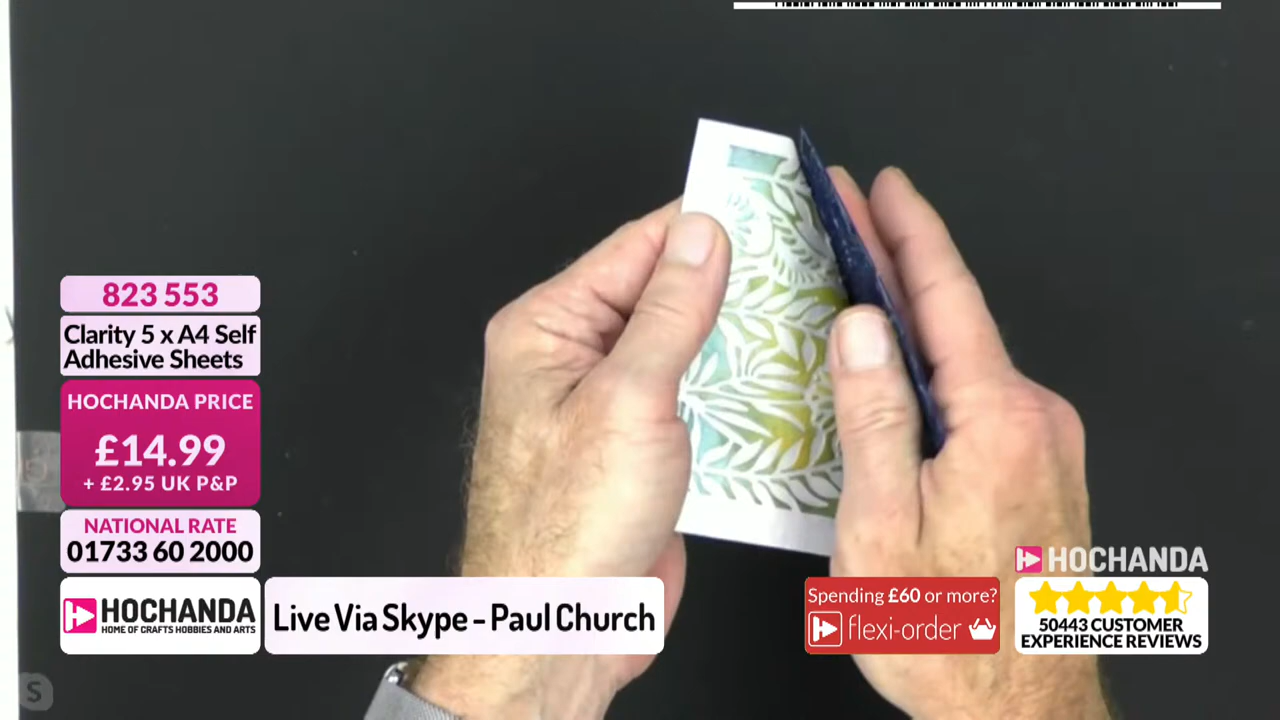 823 553
Clarity 5 x A4 Self
Adhesive Sheets
HOCHANDA PRICE
£14.99
+ £2.95 UK P&P
NATIONAL RATE
01733 60 2000
HOCHANDA
HOME OF CRAFTS HOBBIES AND ARTS
Live Via Skype - Paul Church
Spending £60 or more?
flexi-order
HOCHANDA
50443 CUSTOMER
EXPERIENCE REVIEWS
S